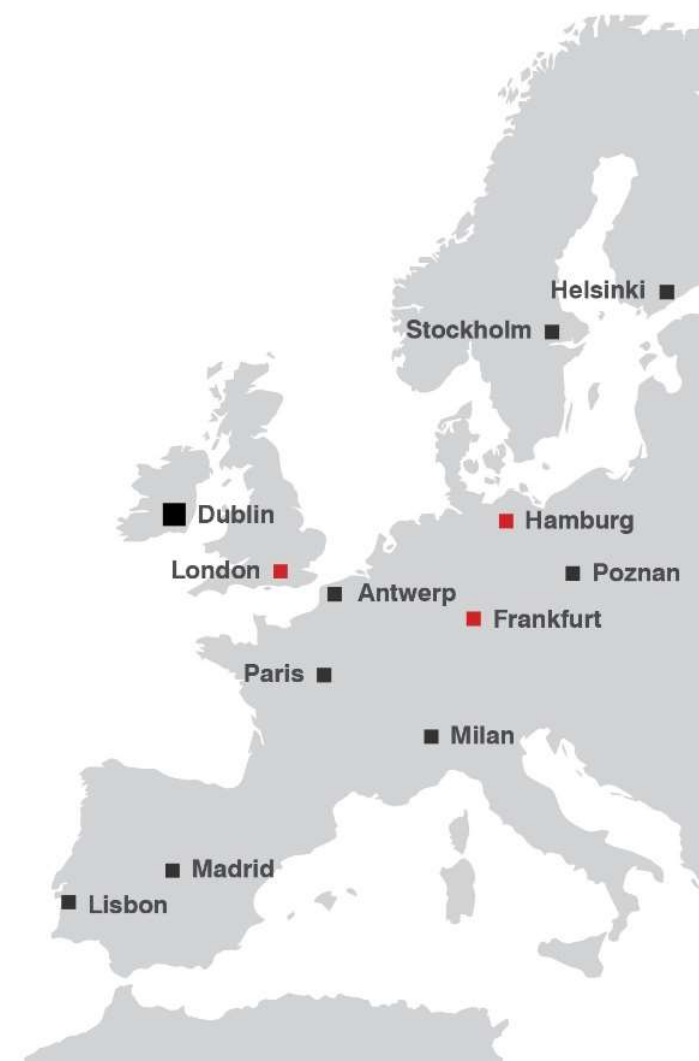 Helsinki
Stockholm
Dublin
Hamburg
London
Poznan
Antwerp
Frankfurt
Paris
Milan
Madrid
Lisbon